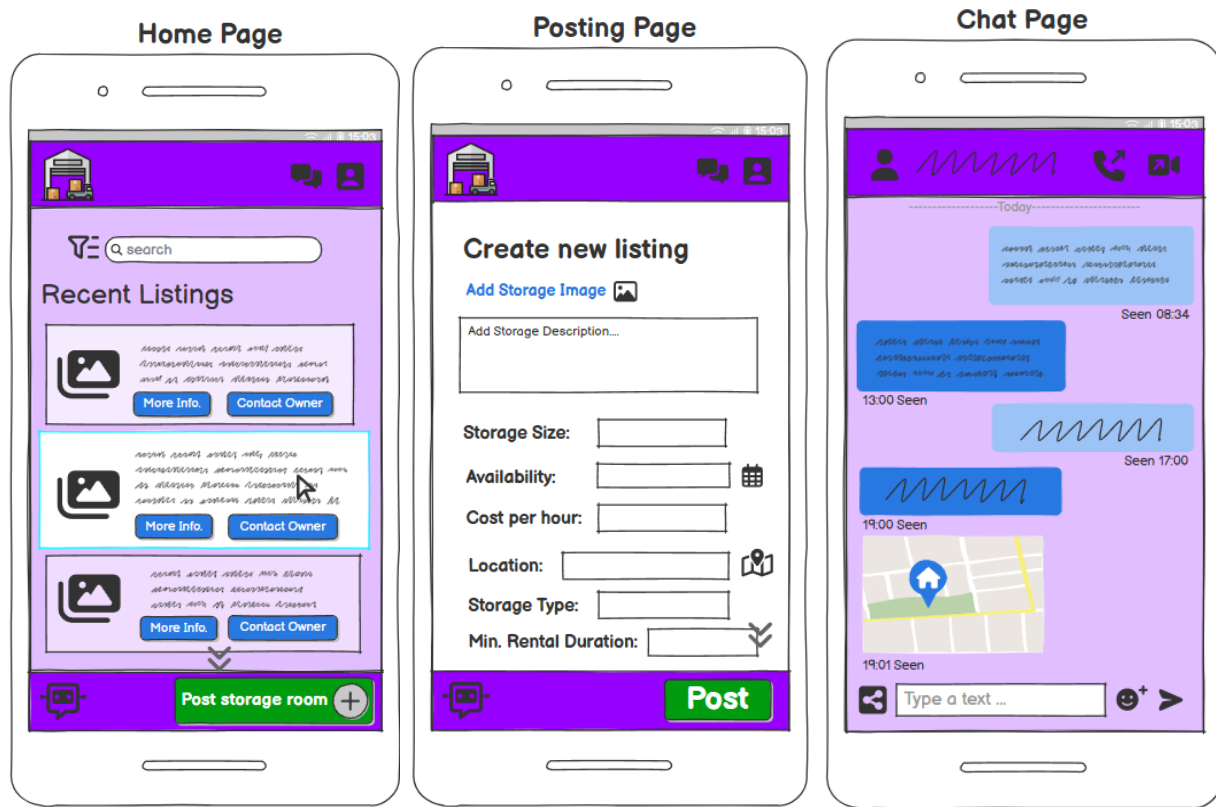 Home Page
15:03
search
Recent Listings
More Info.
Contact Owner
More Info.
Contact Owner
More Info.
Contact Owner
Post storage room
Posting Page
15:03
Create new listing
Add Storage Image
Add Storage Description....
Storage Size:
Availability:
Cost per hour:
Location:
Storage Type:
Min. Rental Duration:
Post
Chat Page
15:03
Today
Seen 08:34
13:00 Seen
Seen 17:00
19:00 Seen
19:01 Seen
Type a text ...